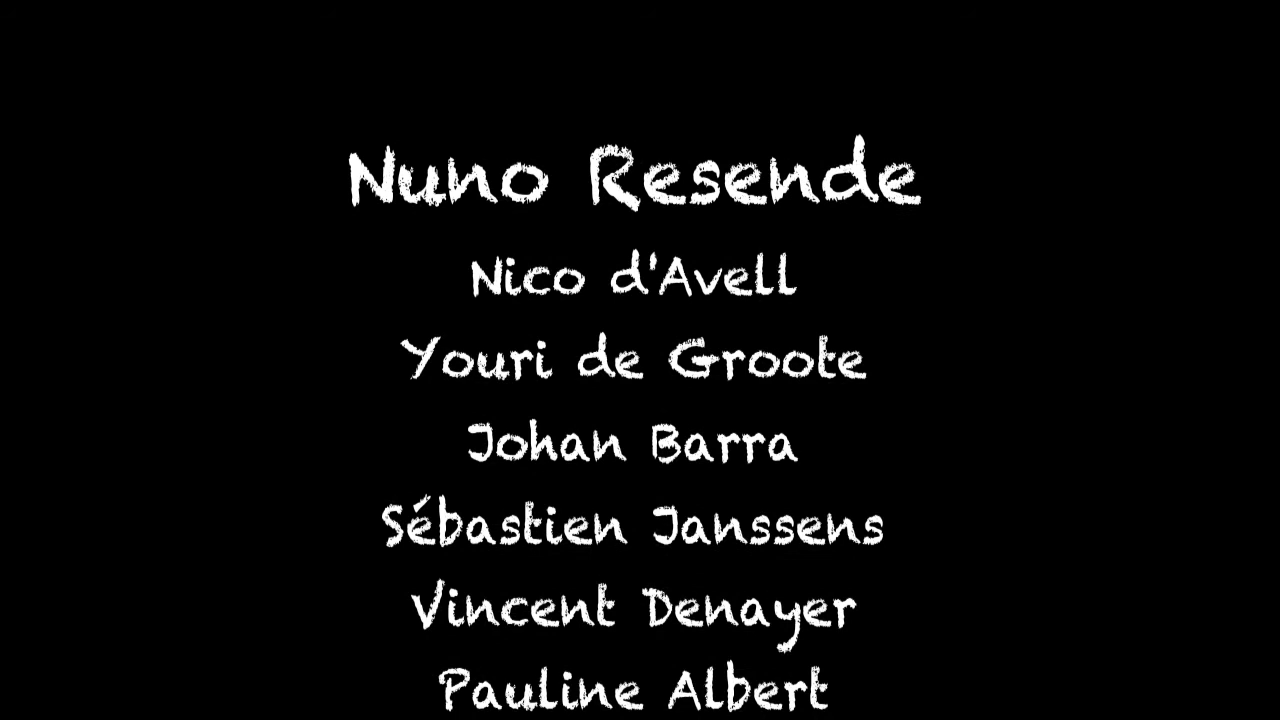 Nuno Resende
Nico d'Avell
Youri de Groote
Johan Barra
Sébastien Janssens
Vincent Denayer
Pauline Albert